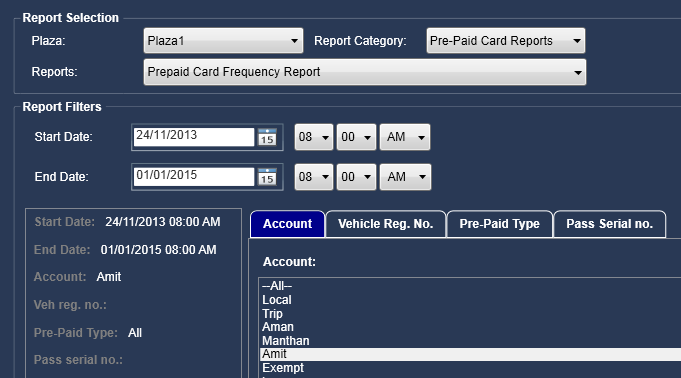 Report Selection
Plaza: Plaza1 Report Category: Pre-Paid Card Reports
Reports: Prepaid Card Frequency Report
Report Filters
Start Date: 24/11/2013 15 08 00 AM
End Date: 01/01/2015 15 08 00 AM
Start Date: 24/11/2013 08:00 AM
End Date: 01/01/2015 08:00 AM
Account: Amit
Veh reg. no.:
Pre-Paid Type: All
Pass serial no.:
Account Vehicle Reg. No. Pre-Paid Type Pass Serial no.
Account:
--All--
Local
Trip
Aman
Manthan
Amit
Exempt